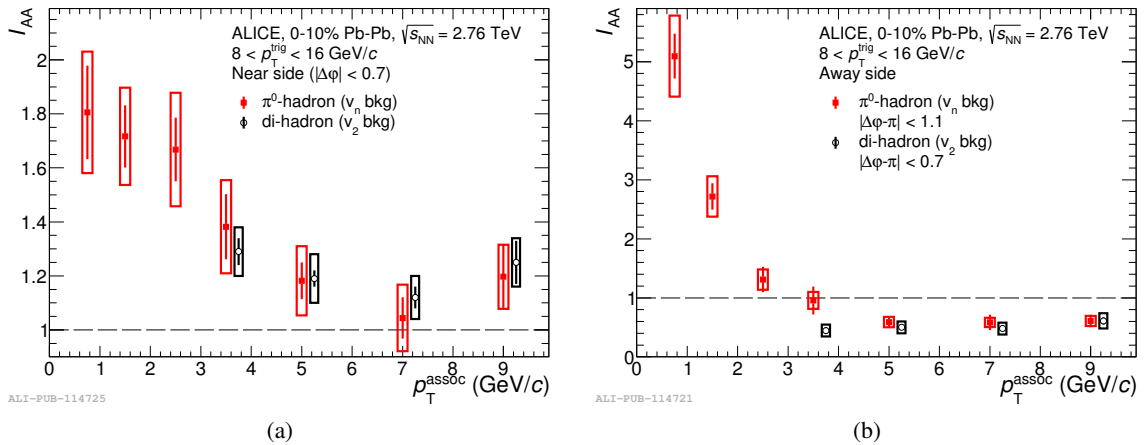 I_AA
ALICE, 0-10% Pb-Pb, √s_NN = 2.76 TeV
8 < p_T^trig < 16 GeV/c
Near side (|Δφ| < 0.7)
π⁰-hadron (v_n bkg)
di-hadron (v_2 bkg)
2
1.8
1.6
1.4
1.2
1
0 1 2 3 4 5 6 7 8 9
p_T^assoc (GeV/c)
ALI-PUB-114725
(a)
I_AA
ALICE, 0-10% Pb-Pb, √s_NN = 2.76 TeV
8 < p_T^trig < 16 GeV/c
Away side
π⁰-hadron (v_n bkg)
|Δφ-π| < 1.1
di-hadron (v_2 bkg)
|Δφ-π| < 0.7
5
4
3
2
1
0
0 1 2 3 4 5 6 7 8 9
p_T^assoc (GeV/c)
ALI-PUB-114721
(b)